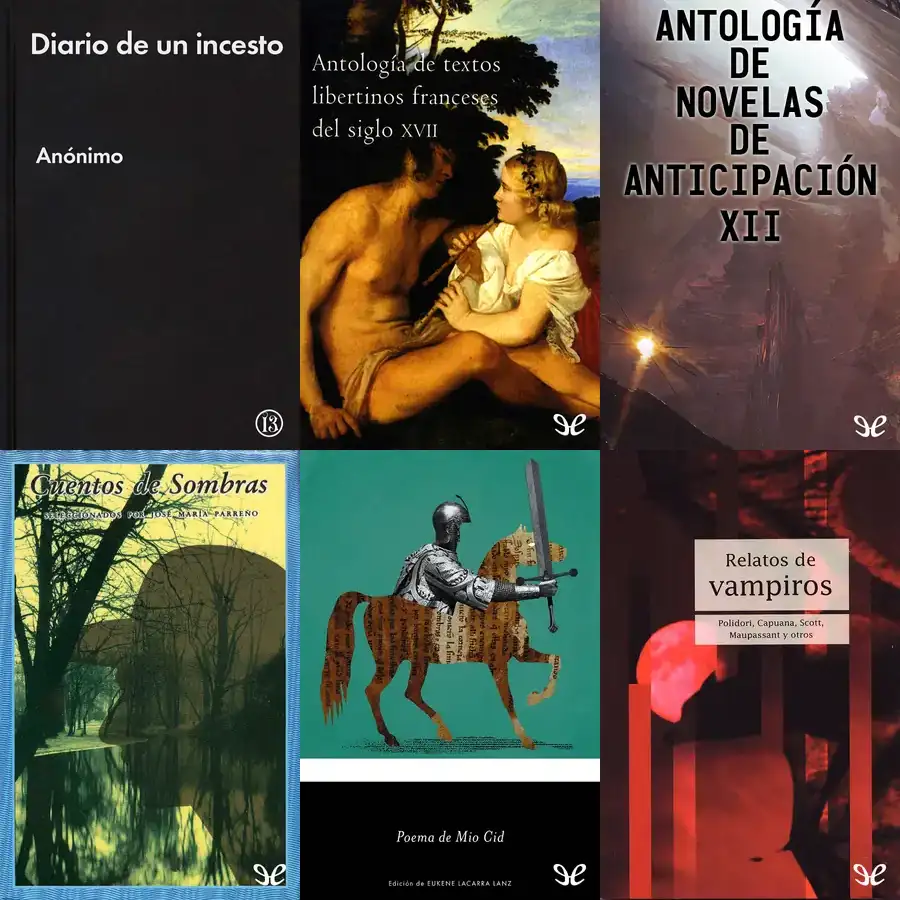 Diario de un incesto
Anónimo
13
Antología de textos
libertinos franceses
del siglo XVII
ANTOLOGÍA
DE
NOVELAS
DE
ANTICIPACIÓN
XII
Cuentos de Sombras
SELECCIONADOS POR JOSÉ MARÍA PARREÑO
Poema de Mio Cid
Edición de EUKENE LACARRA LANZ
Relatos de
vampiros
Polidori, Capuana, Scott,
Maupassant y otros